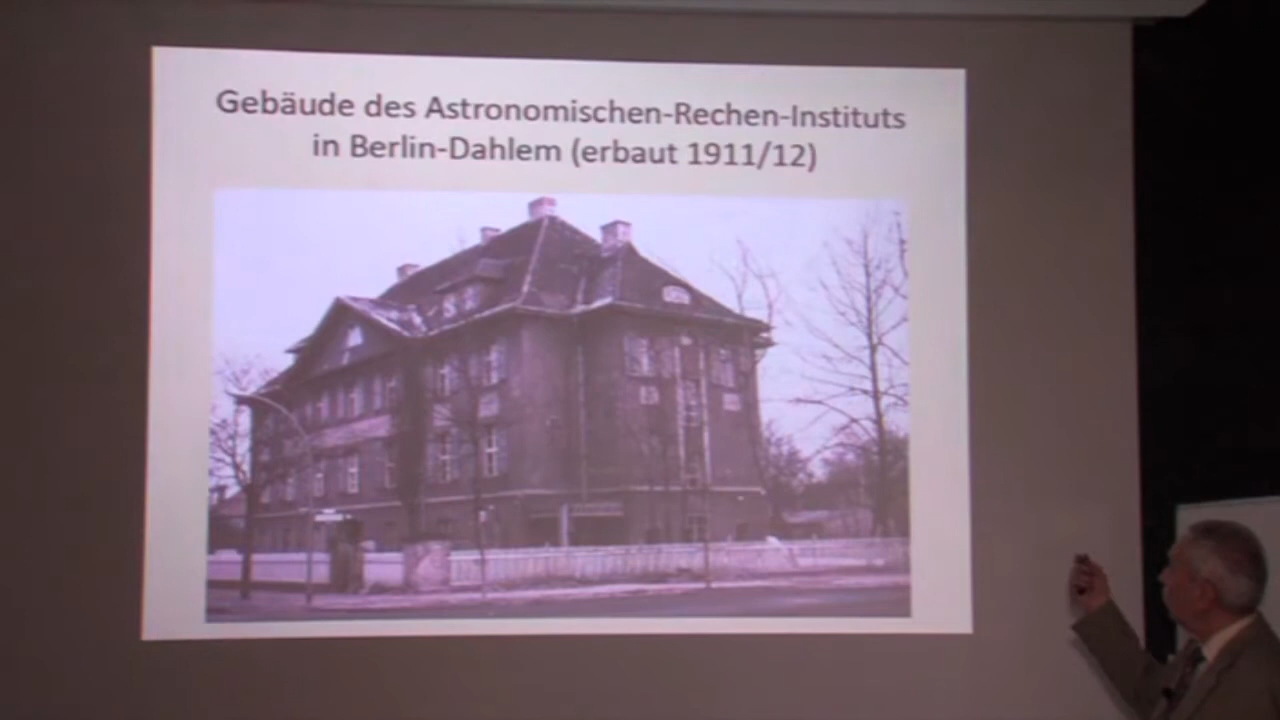 Gebäude des Astronomischen-Rechen-Instituts
in Berlin-Dahlem (erbaut 1911/12)